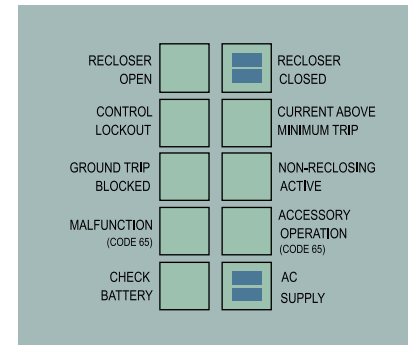 RECLOSER
OPEN
RECLOSER
CLOSED
CONTROL
LOCKOUT
CURRENT ABOVE
MINIMUM TRIP
GROUND TRIP
BLOCKED
NON-RECLOSING
ACTIVE
MALFUNCTION
(CODE 65)
ACCESSORY
OPERATION
(CODE 65)
CHECK
BATTERY
AC
SUPPLY